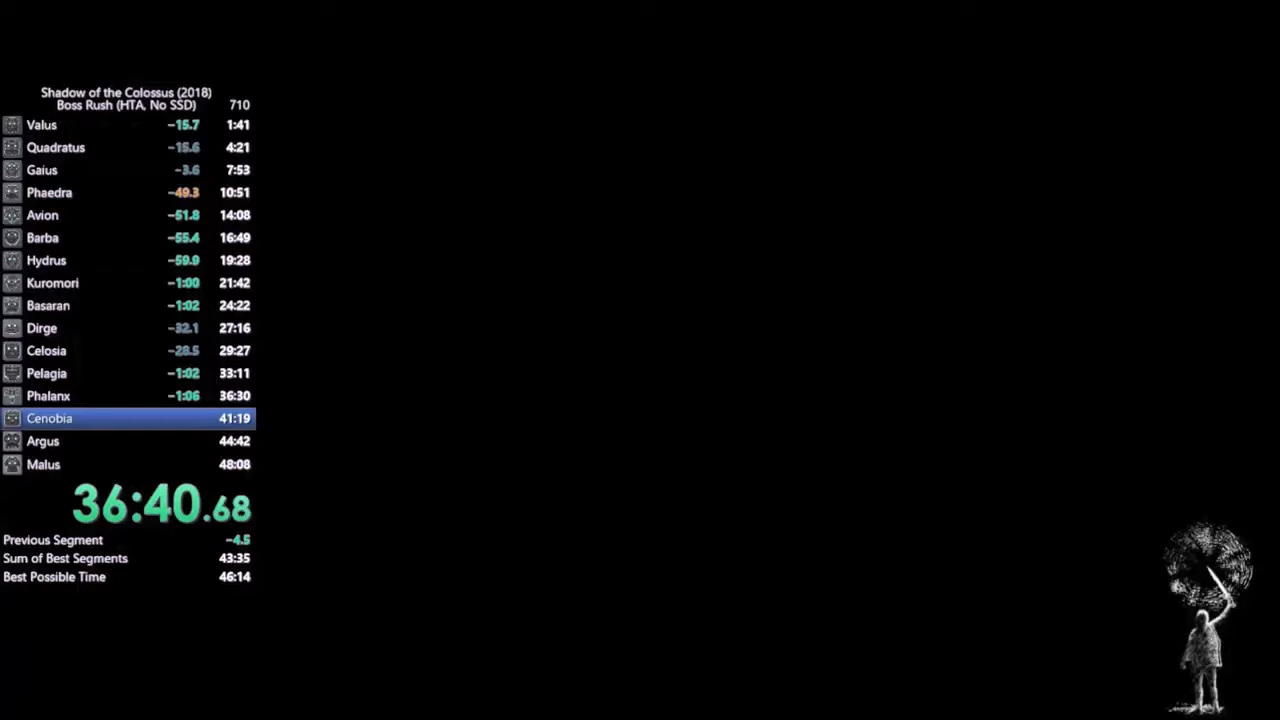 Shadow of the Colossus (2018)
Boss Rush (HTA, No SSD) 710
Valus -15.7 1:41
Quadratus -15.6 4:21
Gaius -3.6 7:53
Phaedra -49.3 10:51
Avion -51.8 14:08
Barba -55.4 16:49
Hydrus -59.9 19:28
Kuromori -1:00 21:42
Basaran -1:02 24:22
Dirge -32.1 27:16
Celosia -28.5 29:27
Pelagia -1:02 33:11
Phalanx -1:06 36:30
Cenobia 41:19
Argus 44:42
Malus 48:08
36:40.68
Previous Segment -4.5
Sum of Best Segments 43:35
Best Possible Time 46:14